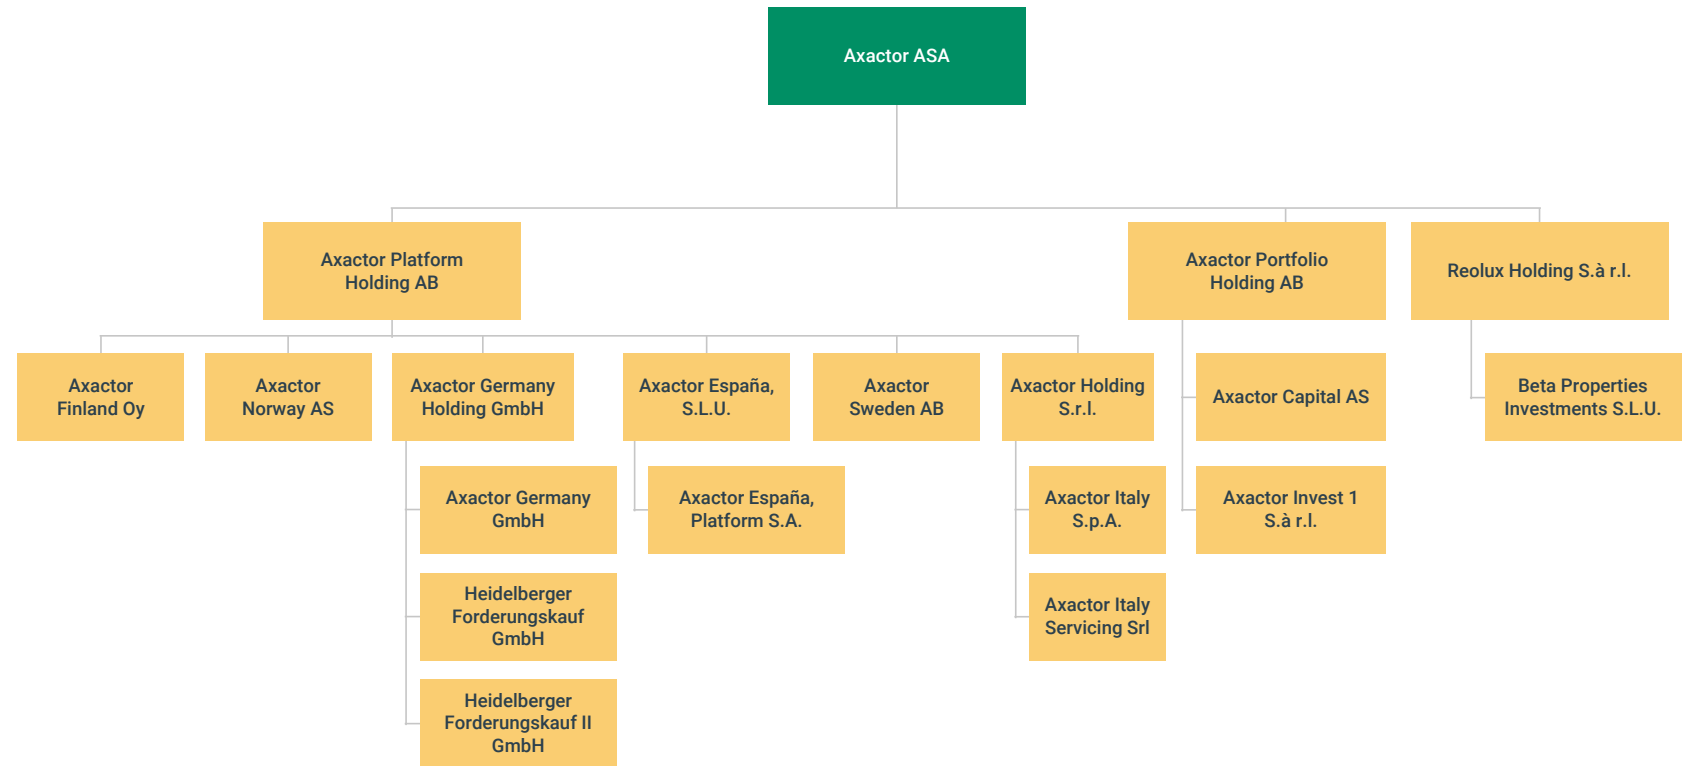 Axactor ASA
Axactor Platform
Holding AB
Axactor Portfolio
Holding AB
Reolux Holding S.à r.l.
Axactor
Finland Oy
Axactor
Norway AS
Axactor Germany
Holding GmbH
Axactor España,
S.L.U.
Axactor
Sweden AB
Axactor Holding
S.r.l.
Axactor Capital AS
Beta Properties
Investments S.L.U.
Axactor Germany
GmbH
Axactor España,
Platform S.A.
Axactor Italy
S.p.A.
Axactor Invest 1
S.à r.l.
Heidelberger
Forderungskauf
GmbH
Axactor Italy
Servicing Srl
Heidelberger
Forderungskauf II
GmbH